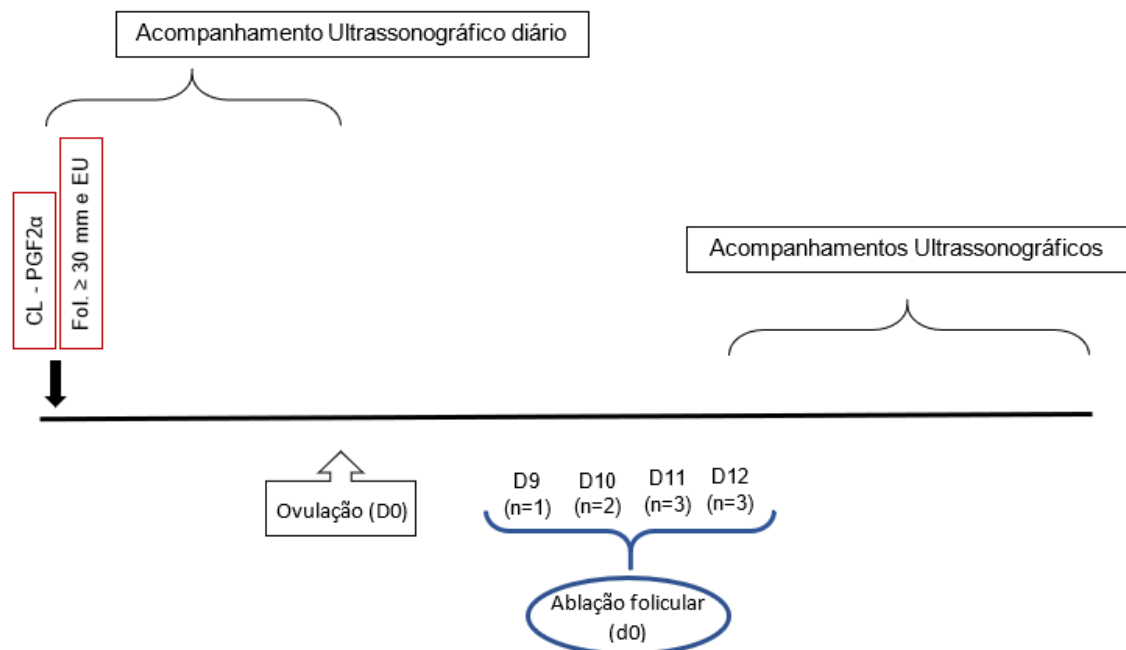 Acompanhamento Ultrassonográfico diário
CL - PGF2α
Fol. ≥ 30 mm e EU
Acompanhamentos Ultrassonográficos
Ovulação (D0)
D9
(n=1)
D10
(n=2)
D11
(n=3)
D12
(n=3)
Ablação folicular
(d0)